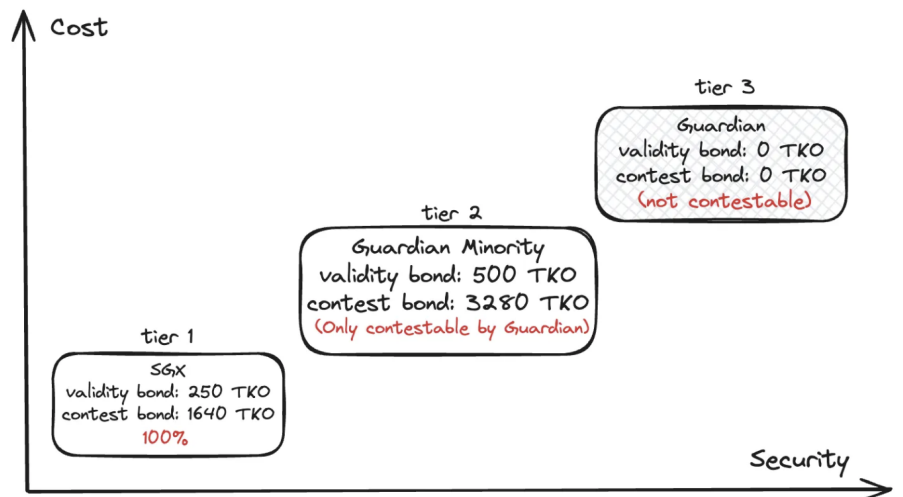 Cost
tier 3
Guardian
validity bond: 0 TKO
contest bond: 0 TKO
(not contestable)
tier 2
Guardian Minority
validity bond: 500 TKO
contest bond: 3280 TKO
(Only contestable by Guardian)
tier 1
SGX
validity bond: 250 TKO
contest bond: 1640 TKO
100%
Security